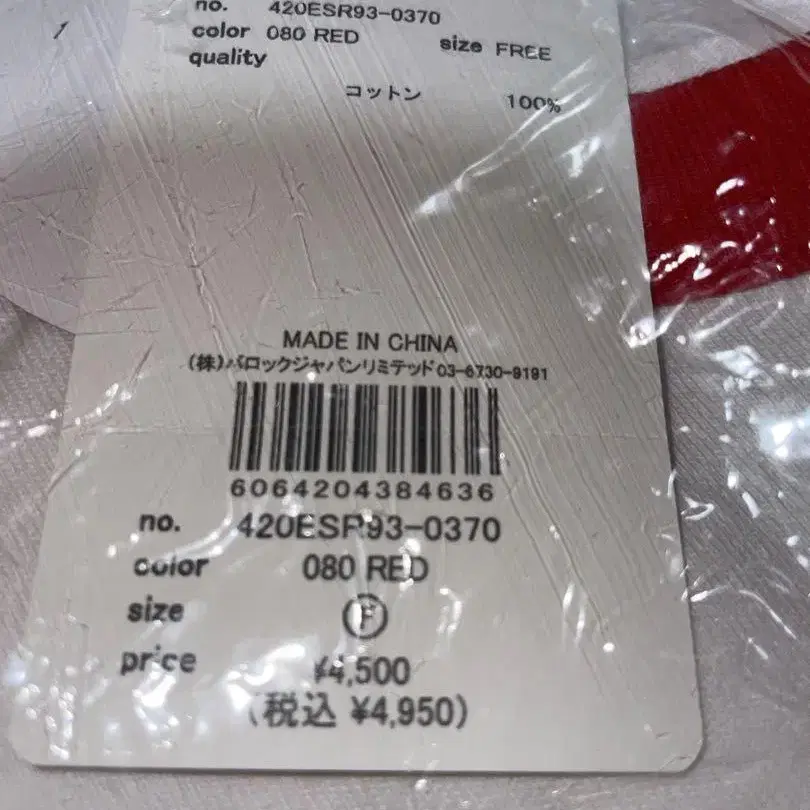 no. 420ESR93-0370
color 080 RED size FREE
quality
コットン 100%
MADE IN CHINA
(株)バロックジャパンリミテッド 03-6730-9191
6064204384636
no. 420ESR93-0370
color 080 RED
size Ⓕ
price ¥4,500
(税込 ¥4,950)